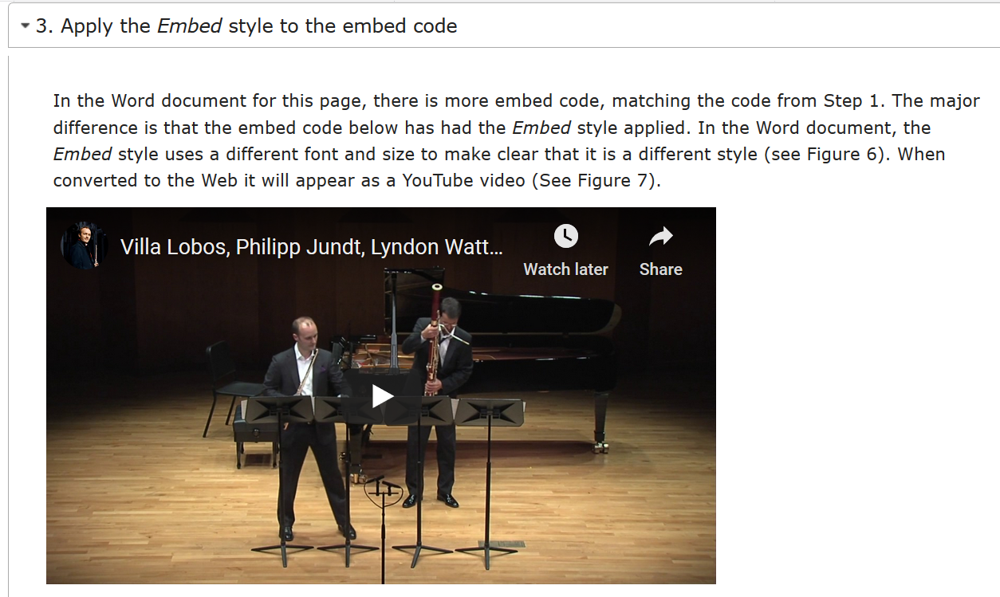 3. Apply the Embed style to the embed code
In the Word document for this page, there is more embed code, matching the code from Step 1. The major
difference is that the embed code below has had the Embed style applied. In the Word document, the
Embed style uses a different font and size to make clear that it is a different style (see Figure 6). When
converted to the Web it will appear as a YouTube video (See Figure 7).
Villa Lobos, Philipp Jundt, Lyndon Watt...
Watch later
Share